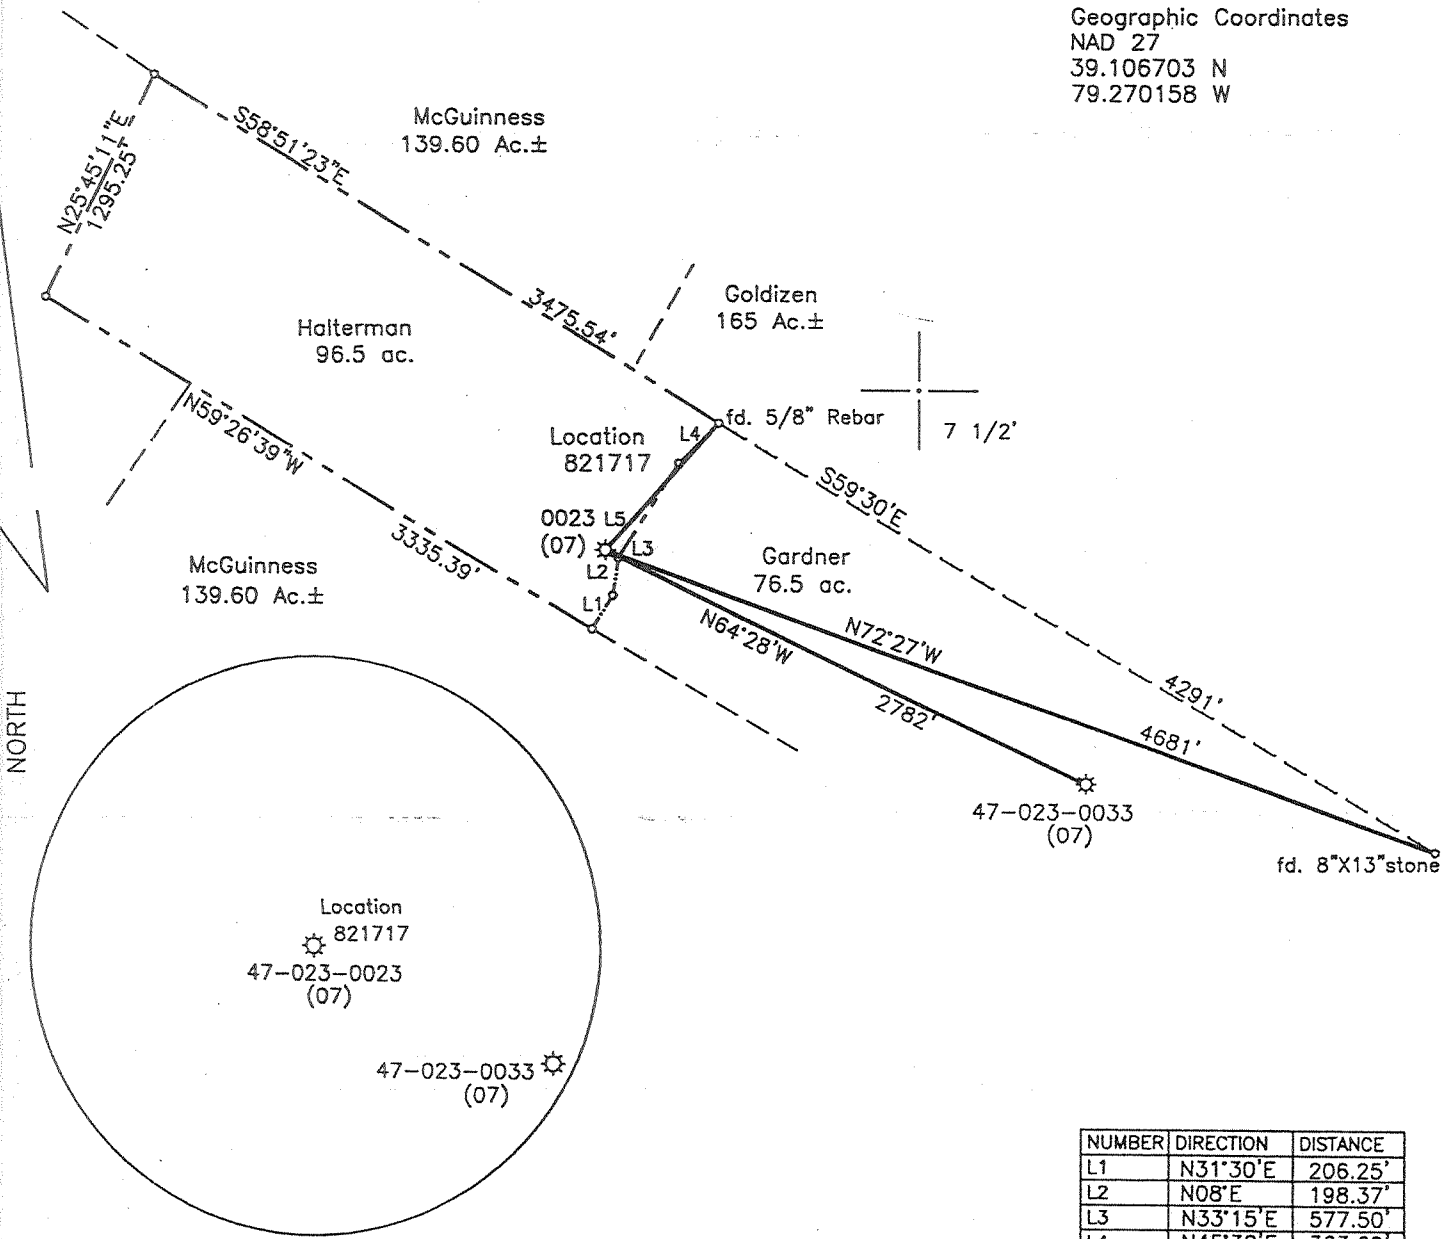 Geographic Coordinates
NAD 27
39.106703 N
79.270158 W
McGuinness
139.60 Ac.±
S58°51'23"E
N25°45'11"E
1295.25'
3475.54'
Goldizen
165 Ac.±
Halterman
96.5 ac.
fd. 5/8" Rebar
7 1/2'
N59°26'39"W
Location
821717
L4
S59°30'E
0023 L5
(07)
L3
L2
L1
Gardner
76.5 ac.
3335.39'
McGuinness
139.60 Ac.±
N64°28'W
N72°27'W
2782'
4291'
4681'
47-023-0033
(07)
fd. 8"X13"stone
NORTH
Location
821717
47-023-0023
(07)
47-023-0033
(07)
NUMBER DIRECTION DISTANCE
L1 N31°30'E 206.25'
L2 N08°E 198.37'
L3 N33°15'E 577.50'